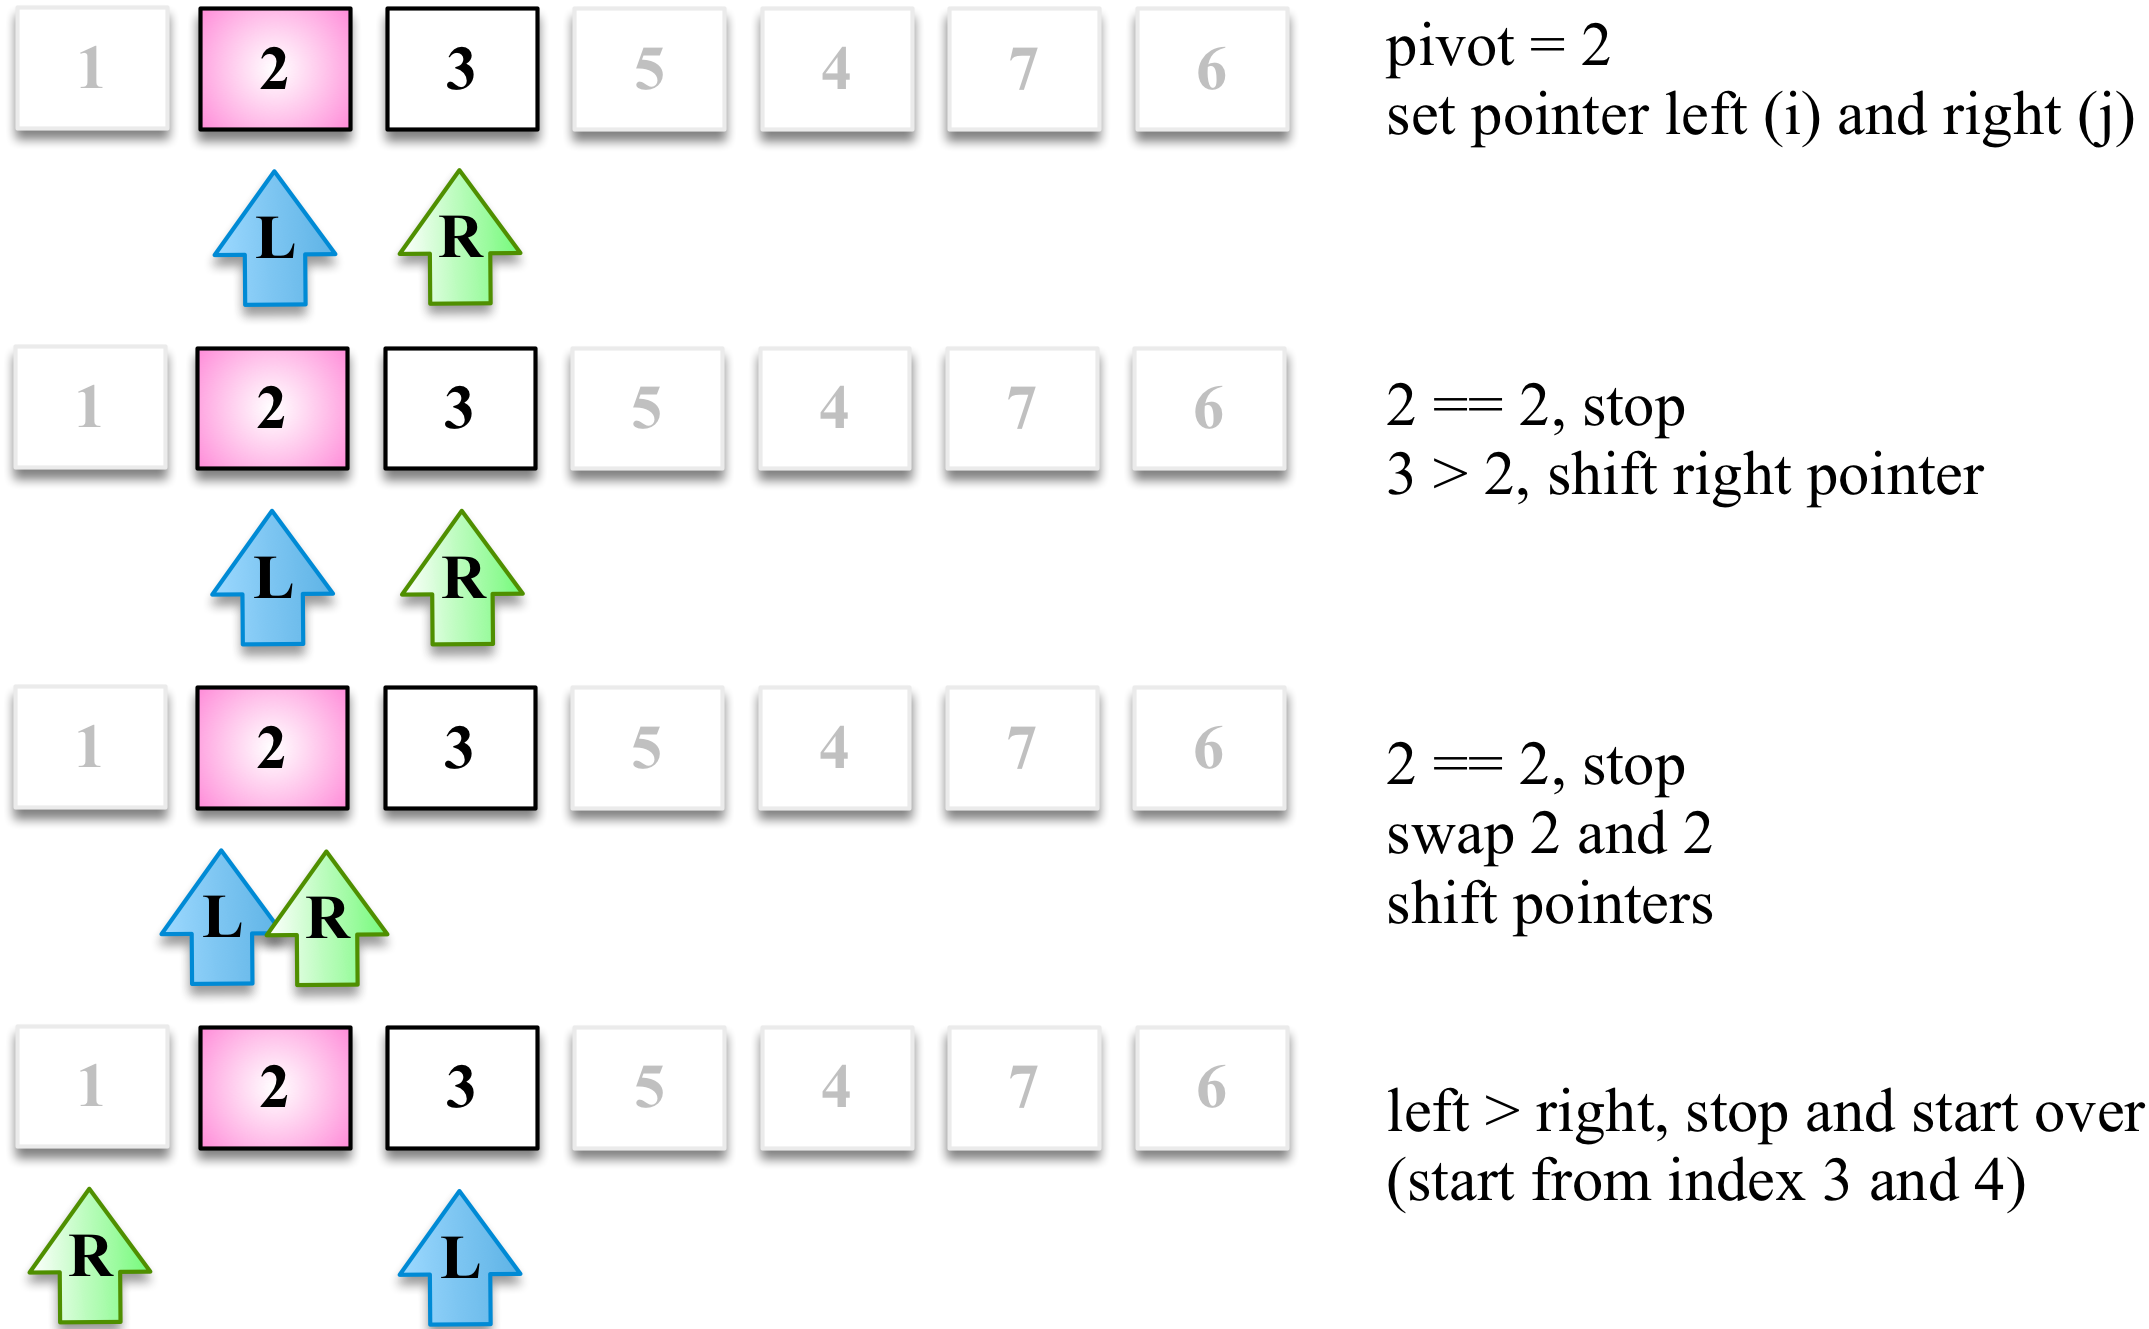 1 2 3 5 4 7 6
pivot = 2
set pointer left (i) and right (j)
L R
1 2 3 5 4 7 6
2 == 2, stop
3 > 2, shift right pointer
L R
1 2 3 5 4 7 6
2 == 2, stop
swap 2 and 2
shift pointers
L R
1 2 3 5 4 7 6
left > right, stop and start over
(start from index 3 and 4)
R L